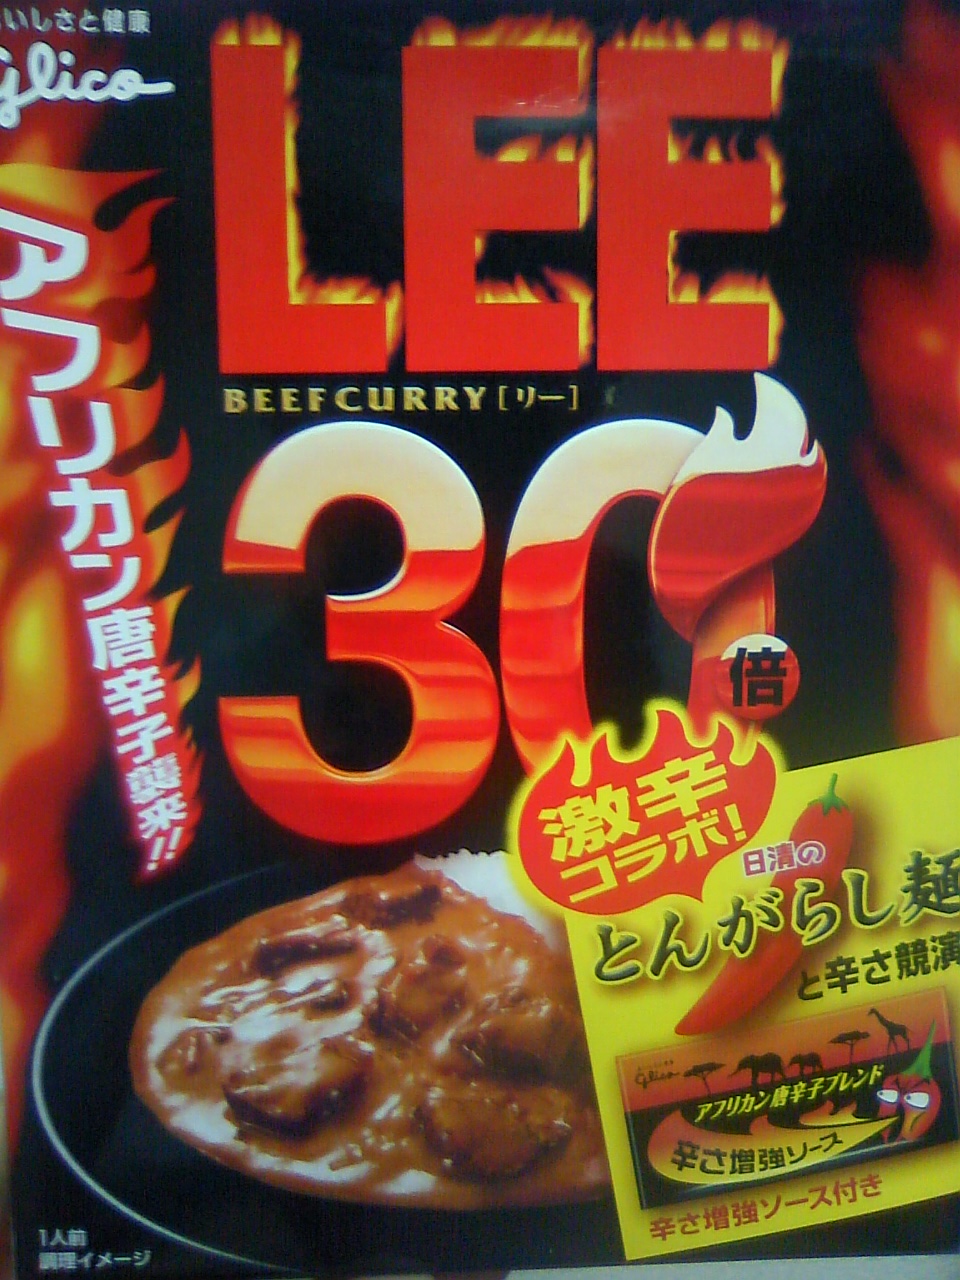 いしさと健康
glico
LEE
BEEF CURRY [リー]
アフリカン唐辛子襲来!!
30倍
激辛
コラボ!
日清の
とんがらし麺
と辛さ競演
glico
アフリカン唐辛子ブレンド
辛さ増強ソース
辛さ増強ソース付き
1人前
調理イメージ